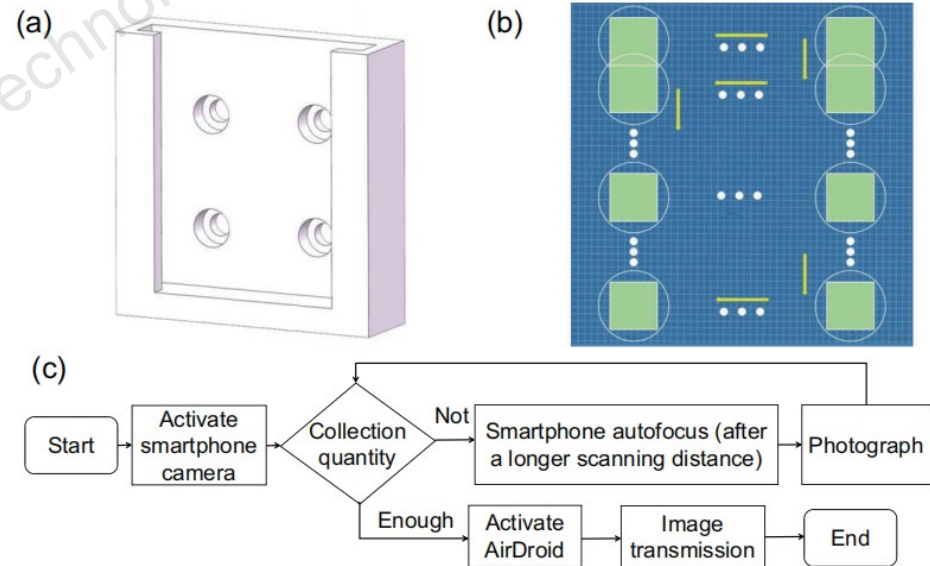 (a)
(b)
(c)
Start
Activate
smartphone
camera
Collection
quantity
Not
Smartphone autofocus (after
a longer scanning distance)
Photograph
Enough
Activate
AirDroid
Image
transmission
End